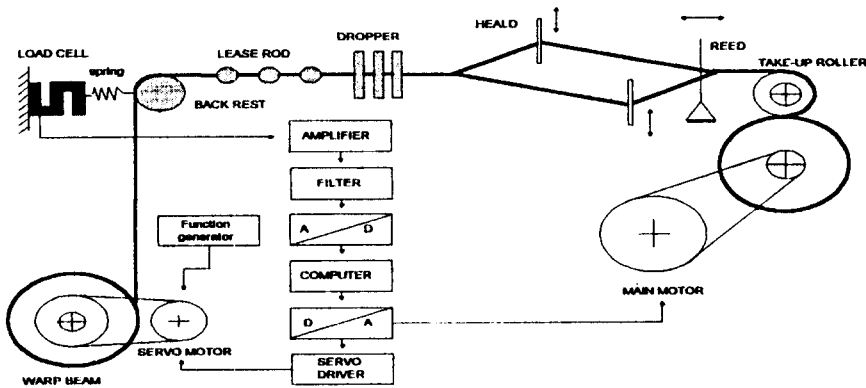 DROPPER
HEALD
LEASE ROD
REED
LOAD CELL
spring
TAKE-UP ROLLER
BACK REST
AMPLIFIER
FILTER
Function
generator
A D
COMPUTER
MAIN MOTOR
D A
SERVO MOTOR
SERVO
DRIVER
WARP BEAM